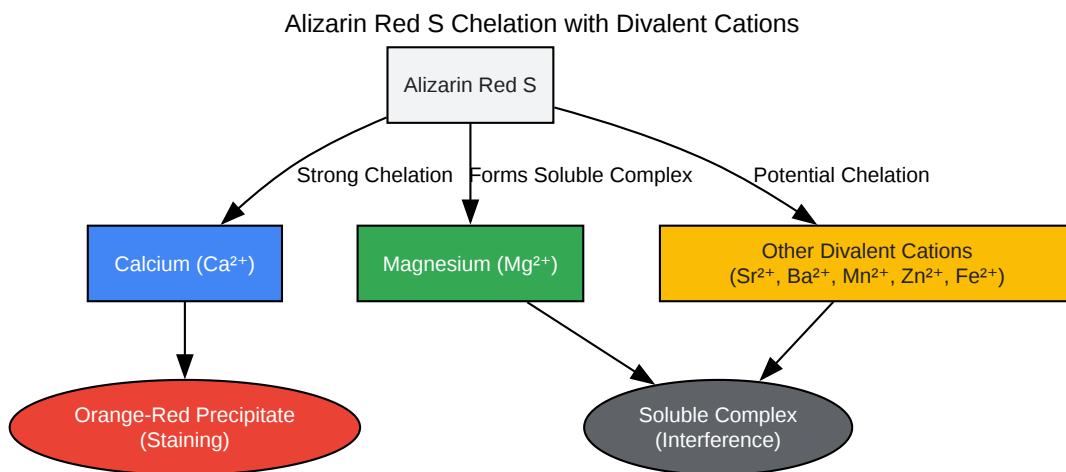 Alizarin Red S Chelation with Divalent Cations
Alizarin Red S
Strong Chelation
Forms Soluble Complex
Potential Chelation
Calcium (Ca²⁺)
Magnesium (Mg²⁺)
Other Divalent Cations
(Sr²⁺, Ba²⁺, Mn²⁺, Zn²⁺, Fe²⁺)
Orange-Red Precipitate
(Staining)
Soluble Complex
(Interference)